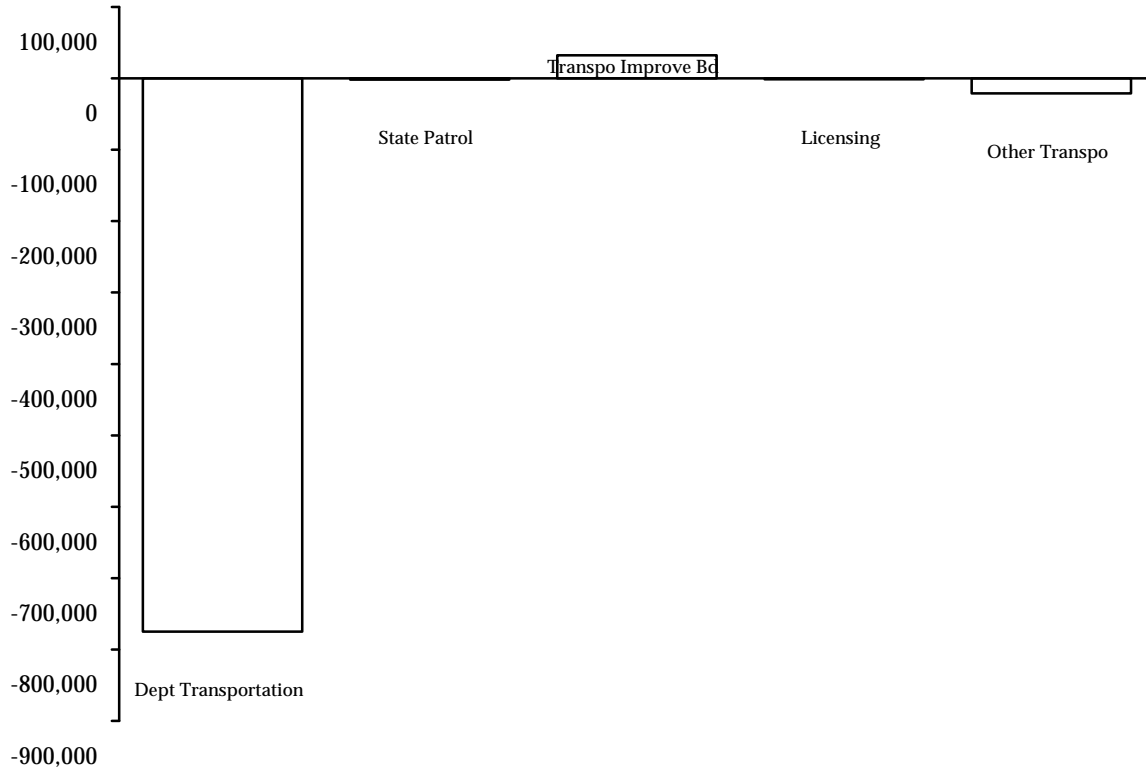 100,000
Transpo Improve Bd
0
State Patrol
Licensing
Other Transpo
-100,000
-200,000
-300,000
-400,000
-500,000
-600,000
-700,000
-800,000
Dept Transportation
-900,000